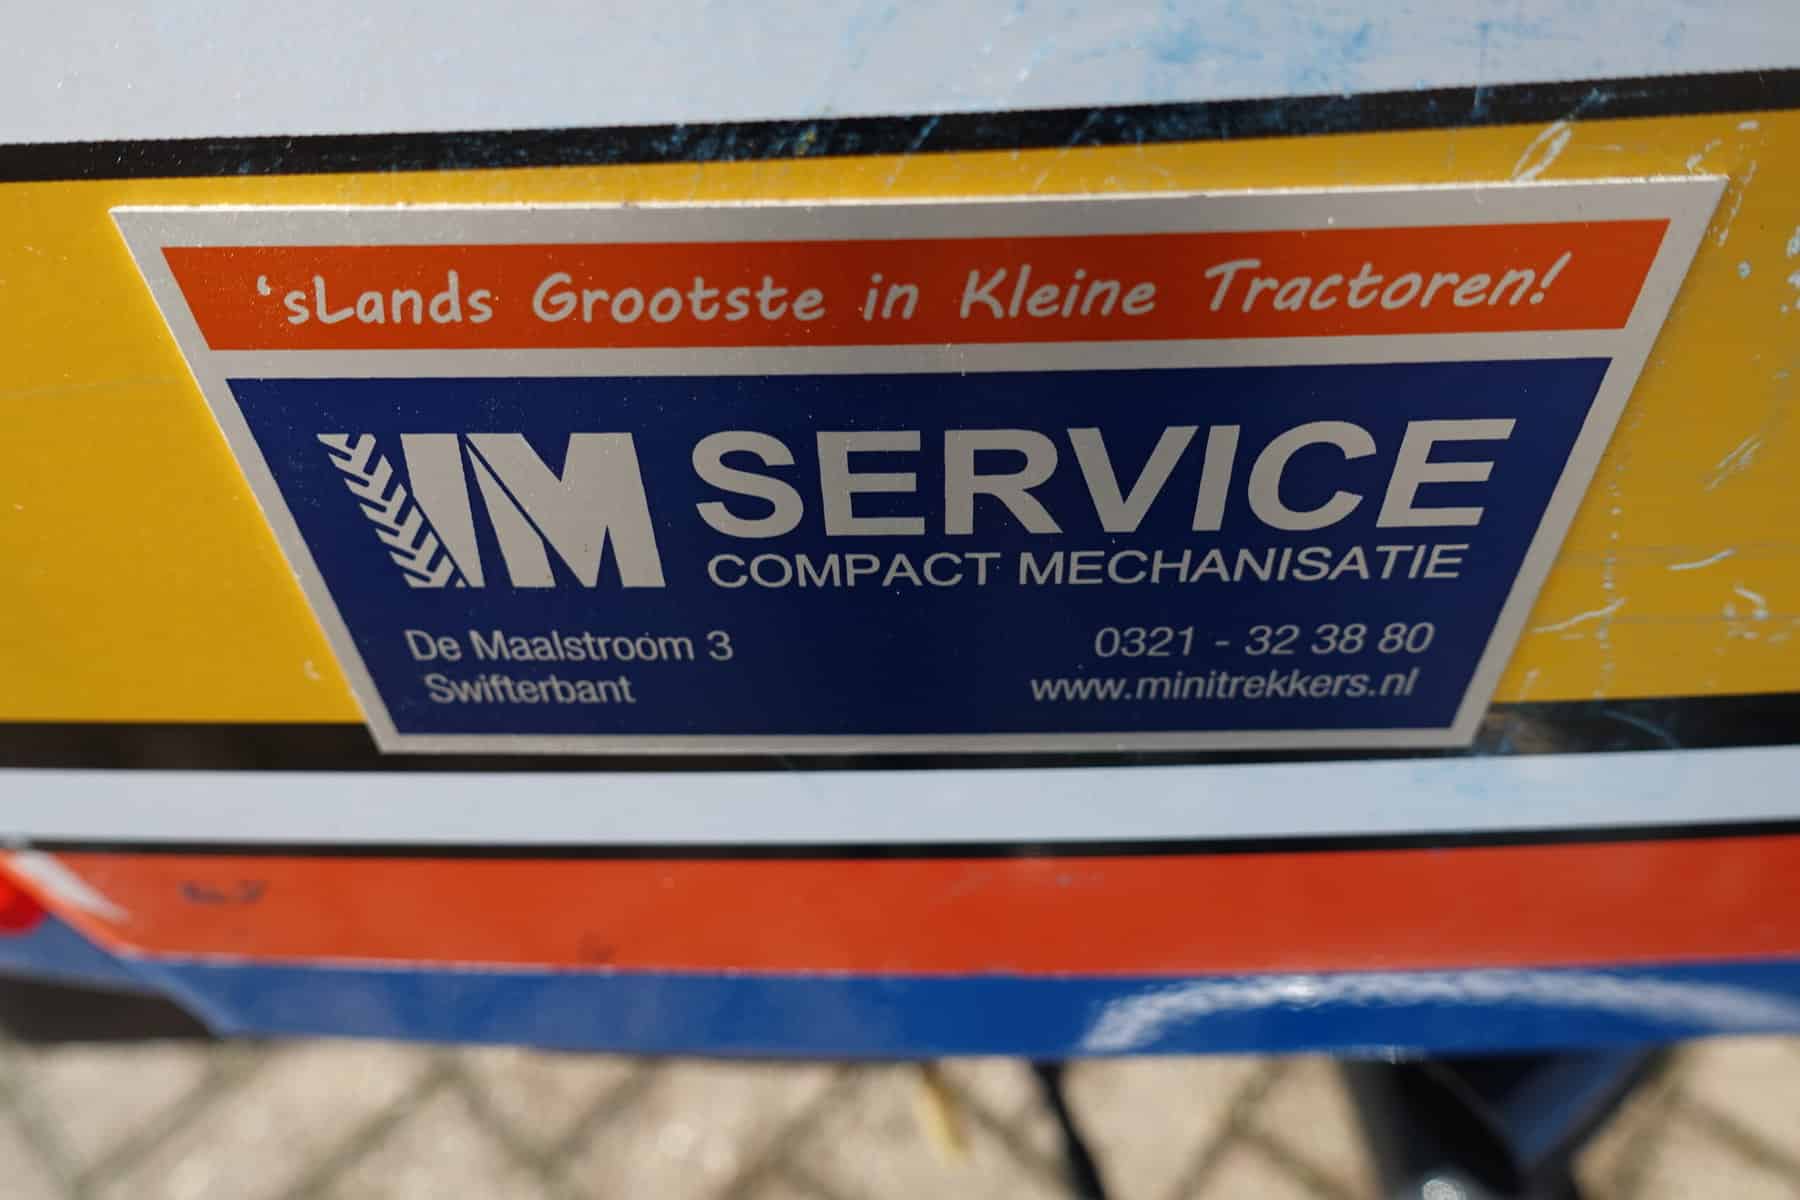 'sLands Grootste in Kleine Tractoren!
IM SERVICE
COMPACT MECHANISATIE
De Maalstroom 3
Swifterbant
0321 - 32 38 80
www.minitrekkers.nl